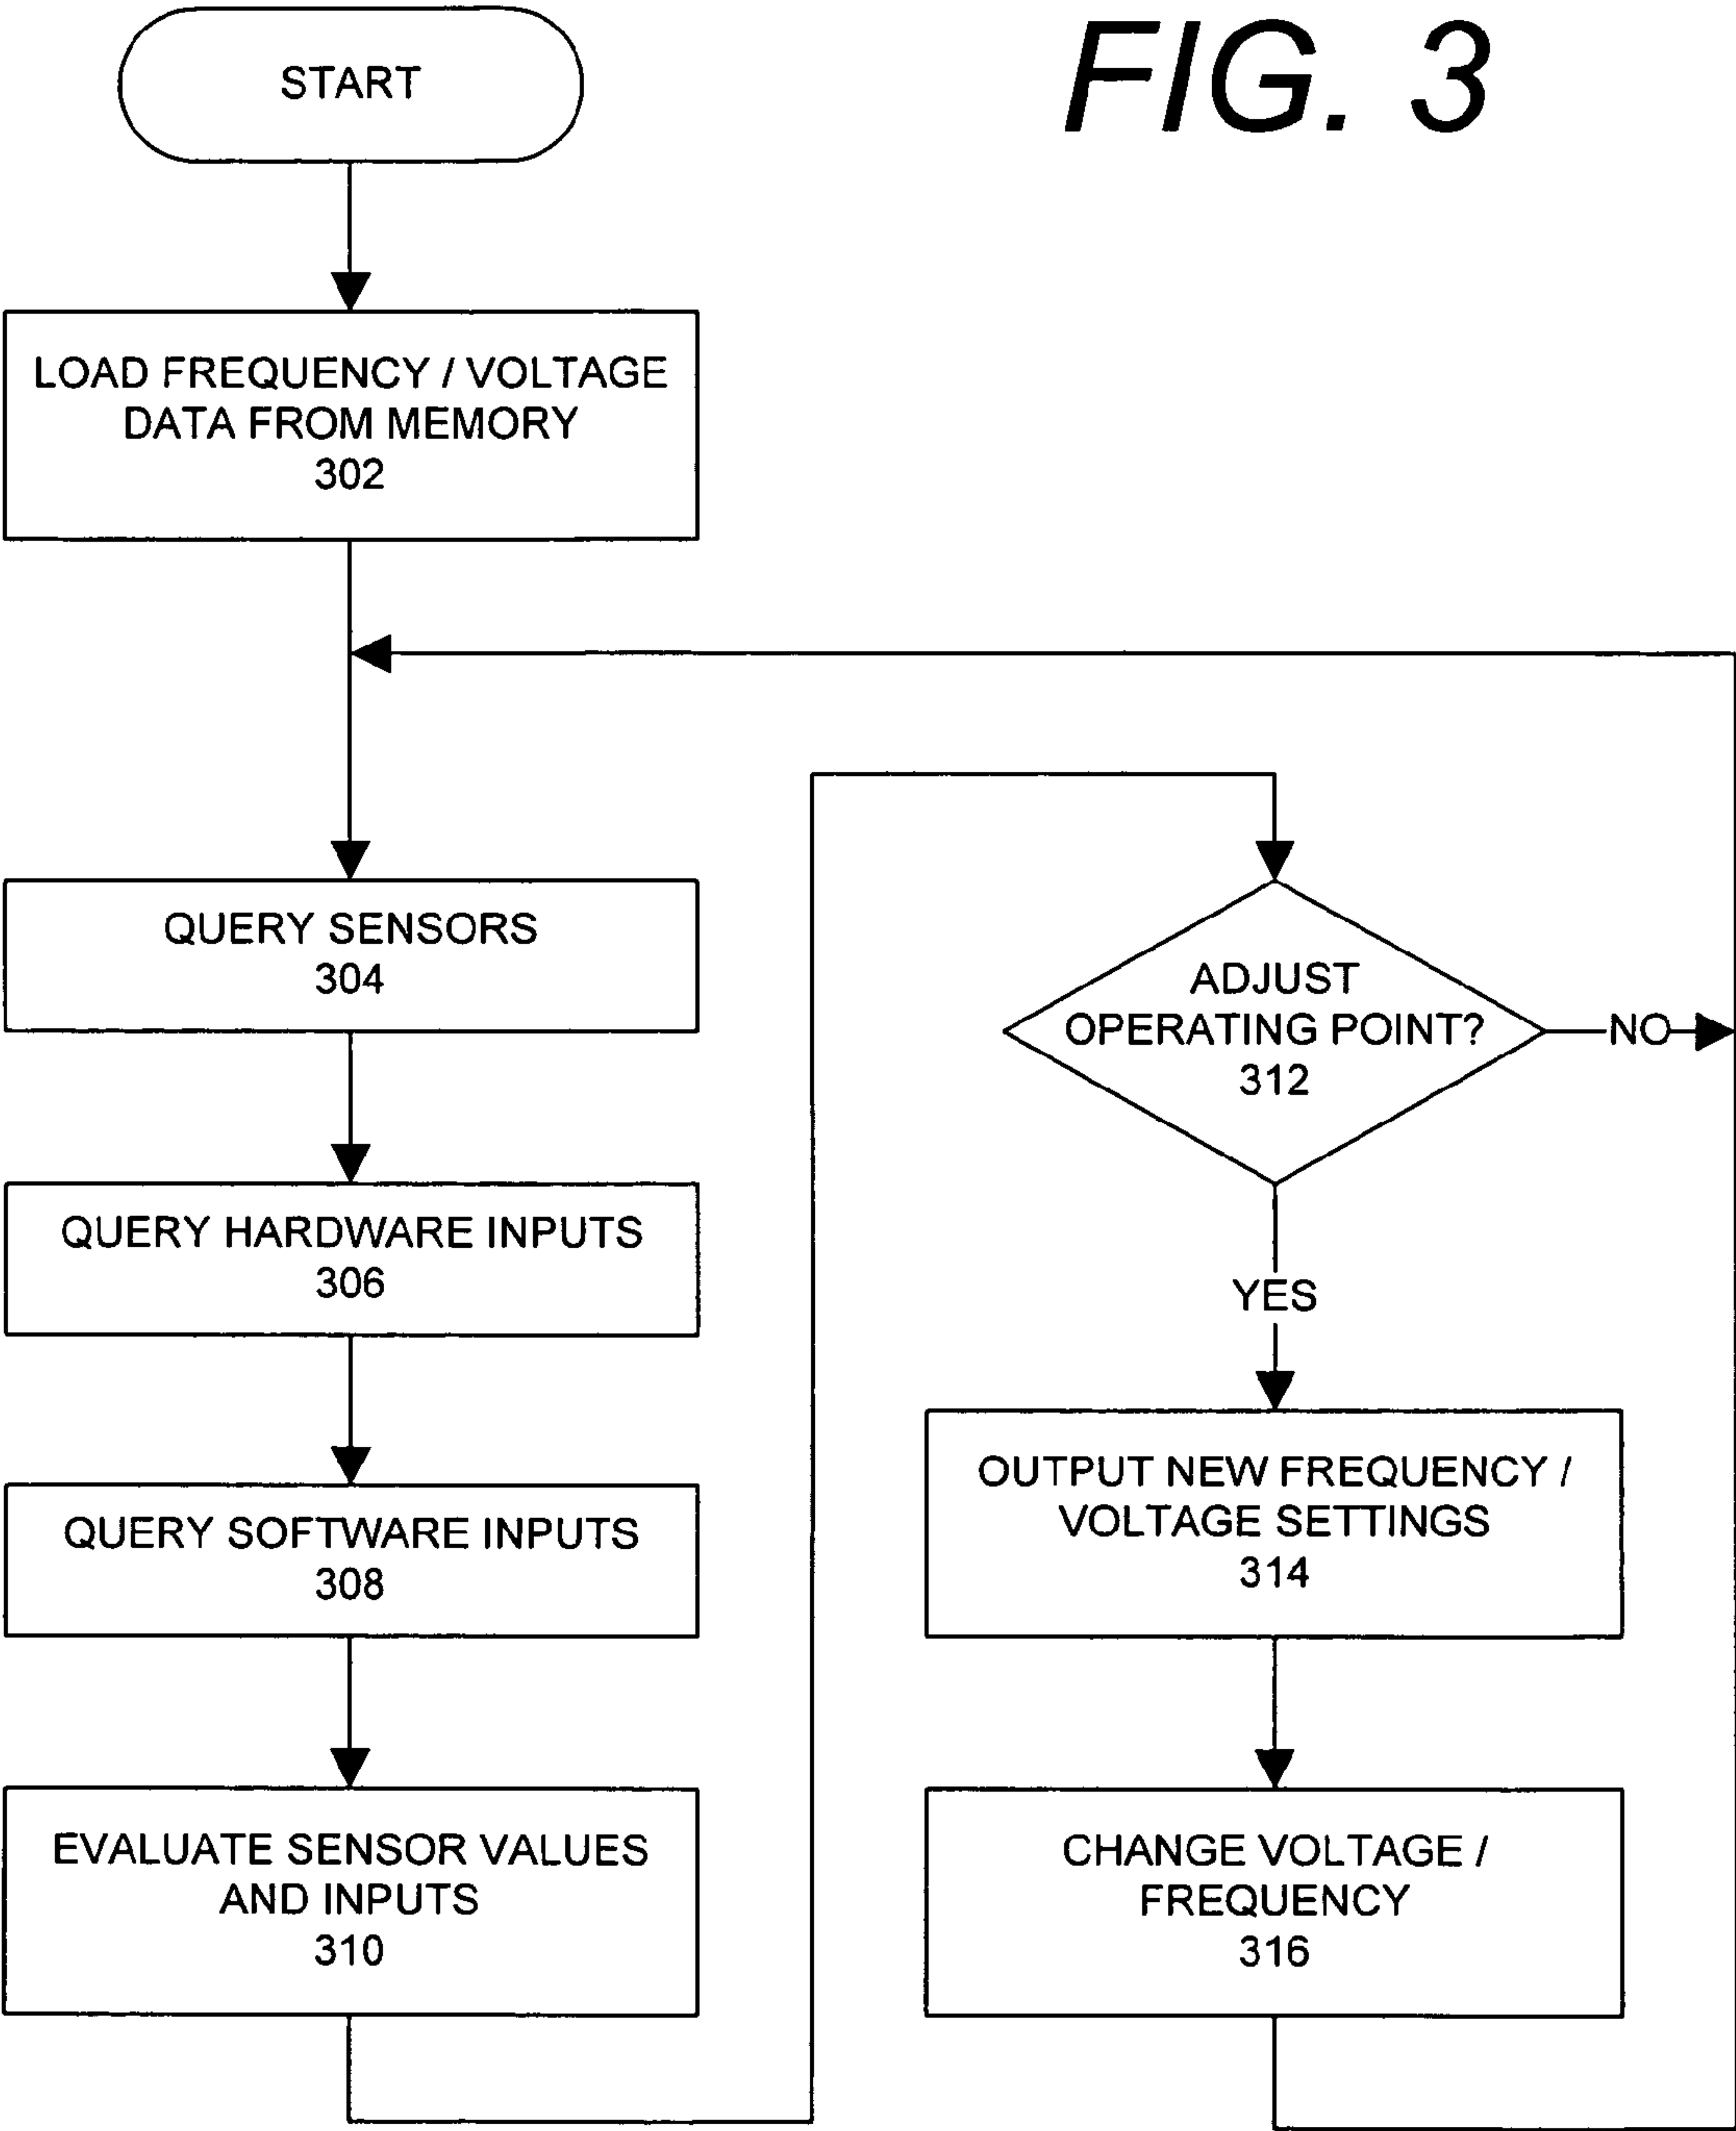 FIG. 3
START
LOAD FREQUENCY / VOLTAGE
DATA FROM MEMORY
302
QUERY SENSORS
304
QUERY HARDWARE INPUTS
306
QUERY SOFTWARE INPUTS
308
EVALUATE SENSOR VALUES
AND INPUTS
310
ADJUST
OPERATING POINT?
312
NO
YES
OUTPUT NEW FREQUENCY /
VOLTAGE SETTINGS
314
CHANGE VOLTAGE /
FREQUENCY
316